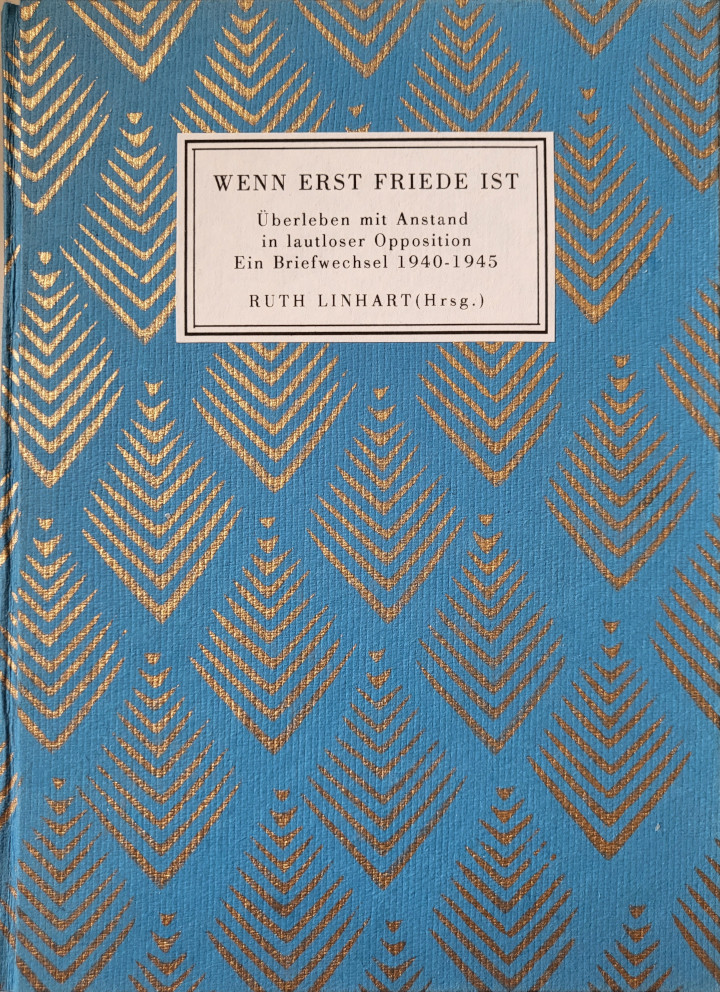 WENN ERST FRIEDE IST
Überleben mit Anstand
in lautloser Opposition
Ein Briefwechsel 1940-1945
RUTH LINHART(Hrsg.)